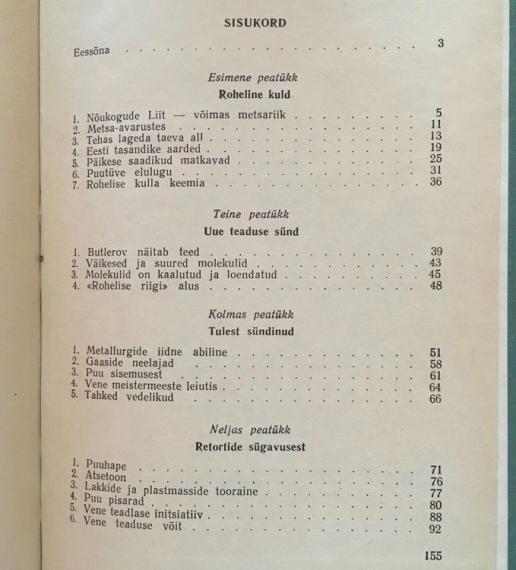 SISUKORD
Eessõna . . . . . . . . . . . . . . . . . . 3
Esimene peatükk
Roheline kuld
1. Nõukogude Liit — võimas metsariik . . . . . . . . 5
2. Metsa-avarustes . . . . . . . . . . . . . . . 11
3. Tehas lageda taeva all . . . . . . . . . . . . . 13
4. Eesti tasandike aarded . . . . . . . . . . . . . 19
5. Päikese saadikud matkavad . . . . . . . . . . . 25
6. Puutüve elulugu . . . . . . . . . . . . . . . 31
7. Rohelise kulla keemia . . . . . . . . . . . . . 36
Teine peatükk
Uue teaduse sünd
1. Butlerov näitab teed . . . . . . . . . . . . . 39
2. Väikesed ja suured molekulid . . . . . . . . . . 43
3. Molekulid on kaalutud ja loendatud . . . . . . . . 45
4. «Rohelise riigi» alus . . . . . . . . . . . . . 48
Kolmas peatükk
Tulest sündinud
1. Metallurgide iidne abiline . . . . . . . . . . . 51
2. Gaaside neelajad . . . . . . . . . . . . . . 58
3. Puu sisemusest . . . . . . . . . . . . . . . 61
4. Vene meistermeeste leiutis . . . . . . . . . . . 64
5. Tahked vedelikud . . . . . . . . . . . . . . 66
Neljas peatükk
Retortide sügavusest
1. Puuhape . . . . . . . . . . . . . . . . . 71
2. Atsetoon . . . . . . . . . . . . . . . . . 76
3. Lakkide ja plastmasside tooraine . . . . . . . . . 77
4. Puu pisarad . . . . . . . . . . . . . . . . 80
5. Vene teadlase initsiatiiv . . . . . . . . . . . . 88
6. Vene teaduse võit . . . . . . . . . . . . . . 92
155